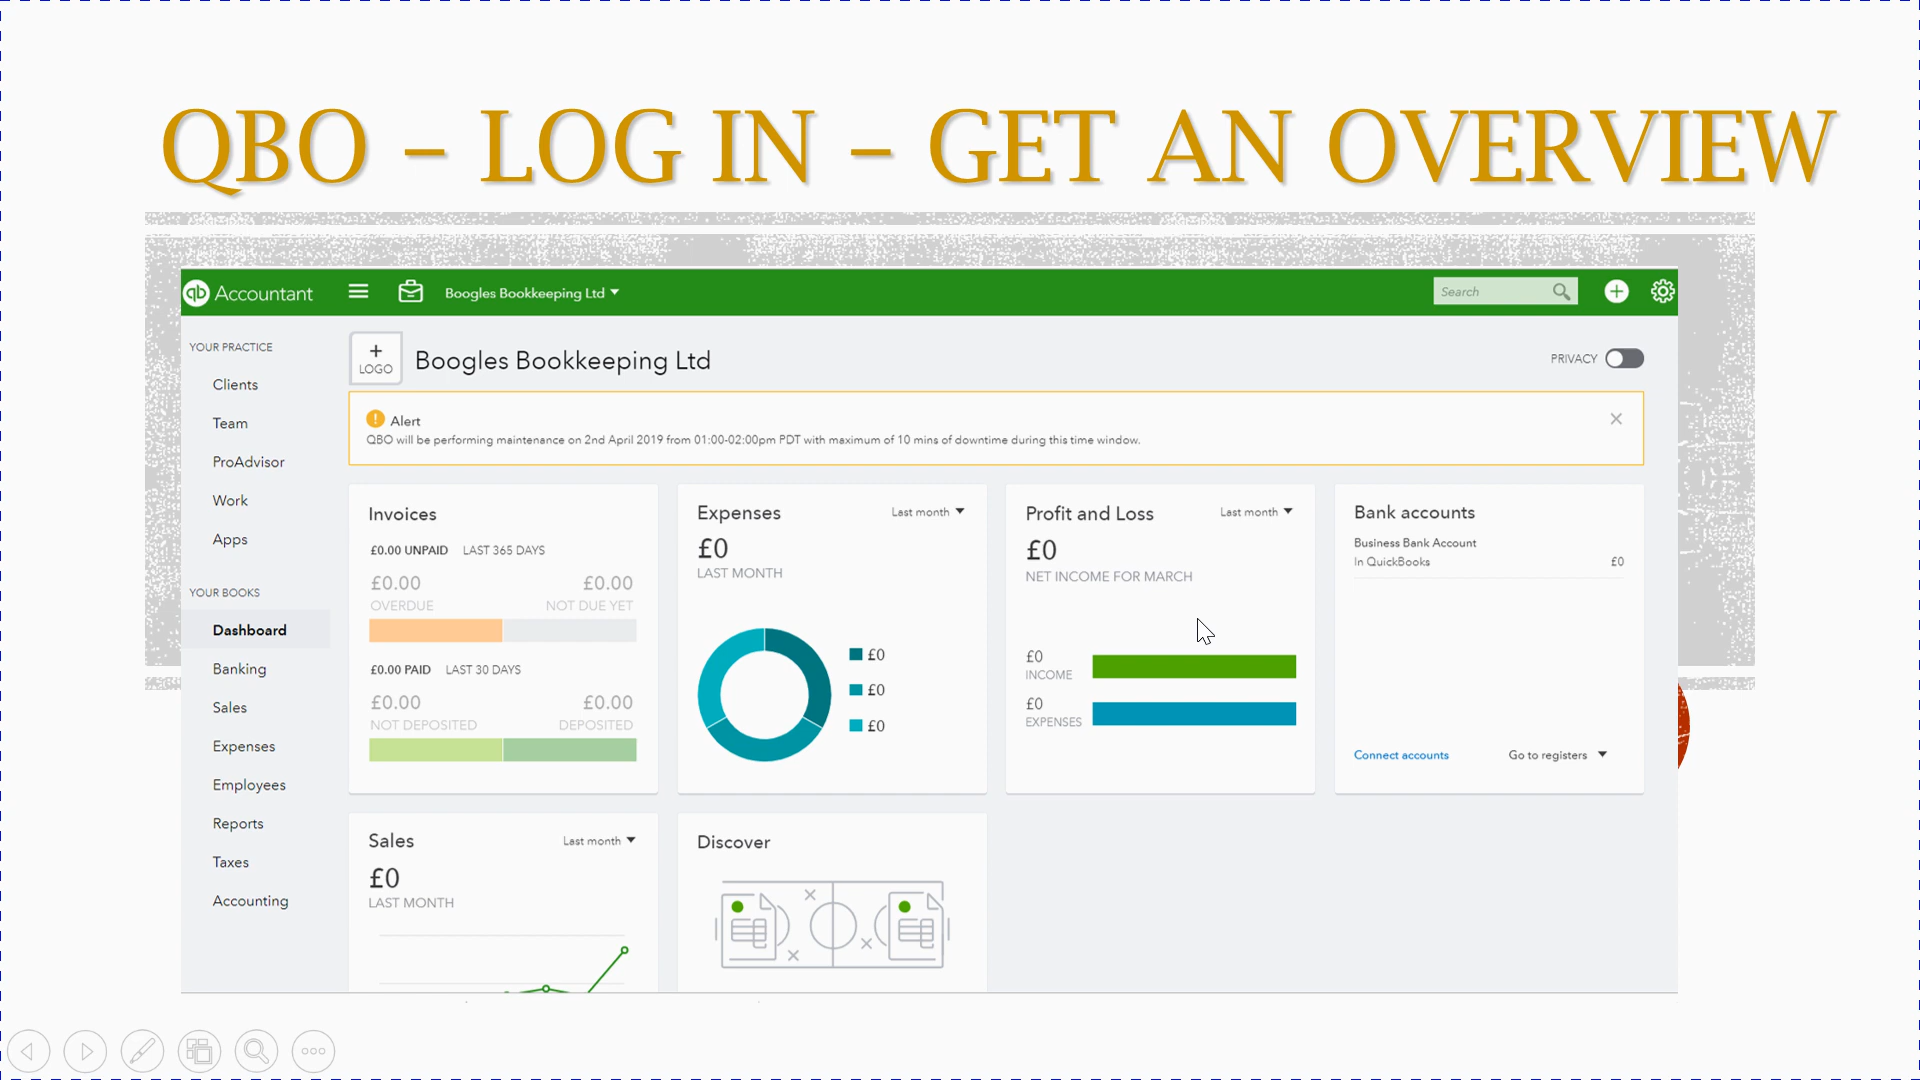 QBO – LOG IN – GET AN OVERVIEW
qb Accountant
Boogles Bookkeeping Ltd
Search
YOUR PRACTICE
Clients
Team
ProAdvisor
Work
Apps
YOUR BOOKS
Dashboard
Banking
Sales
Expenses
Employees
Reports
Taxes
Accounting
+
LOGO
Boogles Bookkeeping Ltd
PRIVACY
Alert
QBO will be performing maintenance on 2nd April 2019 from 01:00-02:00pm PDT with maximum of 10 mins of downtime during this time window.
Invoices
£0.00 UNPAID LAST 365 DAYS
£0.00 £0.00
OVERDUE NOT DUE YET
£0.00 PAID LAST 30 DAYS
£0.00 £0.00
NOT DEPOSITED DEPOSITED
Expenses Last month
£0
LAST MONTH
£0
£0
£0
Profit and Loss Last month
£0
NET INCOME FOR MARCH
£0
INCOME
£0
EXPENSES
Bank accounts
Business Bank Account
In QuickBooks £0
Connect accounts Go to registers
Sales Last month
£0
LAST MONTH
Discover